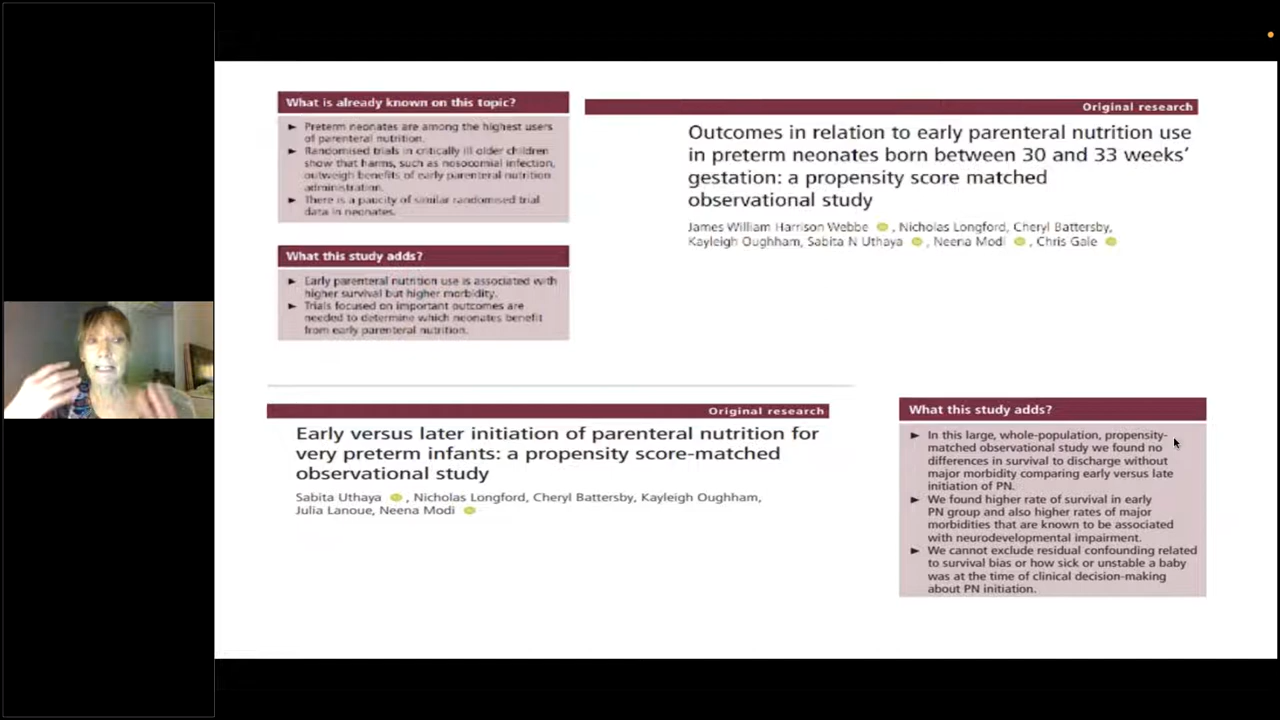 What is already known on this topic?
► Preterm neonates are among the highest users
of parenteral nutrition.
► Randomised trials in critically ill older children
show that harms, such as nosocomial infection,
outweigh benefits of early parenteral nutrition
administration.
► There is a paucity of similar randomised trial
data in neonates.
What this study adds?
► Early parenteral nutrition use is associated with
higher survival but higher morbidity.
► Trials focused on important outcomes are
needed to determine which neonates benefit
from early parenteral nutrition.
Original research
Outcomes in relation to early parenteral nutrition use
in preterm neonates born between 30 and 33 weeks’
gestation: a propensity score matched
observational study
James William Harrison Webbe , Nicholas Longford, Cheryl Battersby,
Kayleigh Oughham, Sabita N Uthaya , Neena Modi , Chris Gale
Original research
Early versus later initiation of parenteral nutrition for
very preterm infants: a propensity score-matched
observational study
Sabita Uthaya , Nicholas Longford, Cheryl Battersby, Kayleigh Oughham,
Julia Lanoue, Neena Modi
What this study adds?
► In this large, whole-population, propensity-
matched observational study we found no
differences in survival to discharge without
major morbidity comparing early versus late
initiation of PN.
► We found higher rate of survival in early
PN group and also higher rates of major
morbidities that are known to be associated
with neurodevelopmental impairment.
► We cannot exclude residual confounding related
to survival bias or how sick or unstable a baby
was at the time of clinical decision-making
about PN initiation.